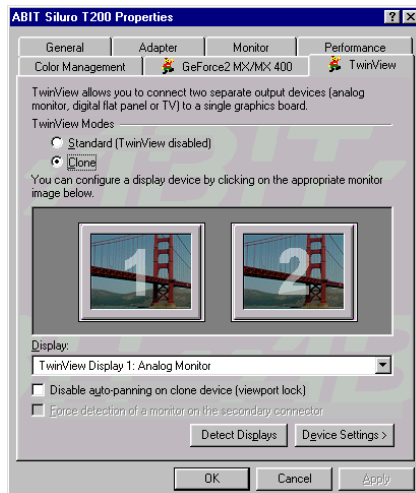 ABIT Siluro T200 Properties
General Adapter Monitor Performance
Color Management GeForce2 MX/MX 400 TwinView
TwinView allows you to connect two separate output devices (analog
monitor, digital flat panel or TV) to a single graphics board.
TwinView Modes
Standard (TwinView disabled)
Clone
You can configure a display device by clicking on the appropriate monitor
image below.
1 2
Display:
TwinView Display 1: Analog Monitor
Disable auto-panning on clone device (viewport lock)
Force detection of a monitor on the secondary connector
Detect Displays Device Settings >
OK Cancel Apply